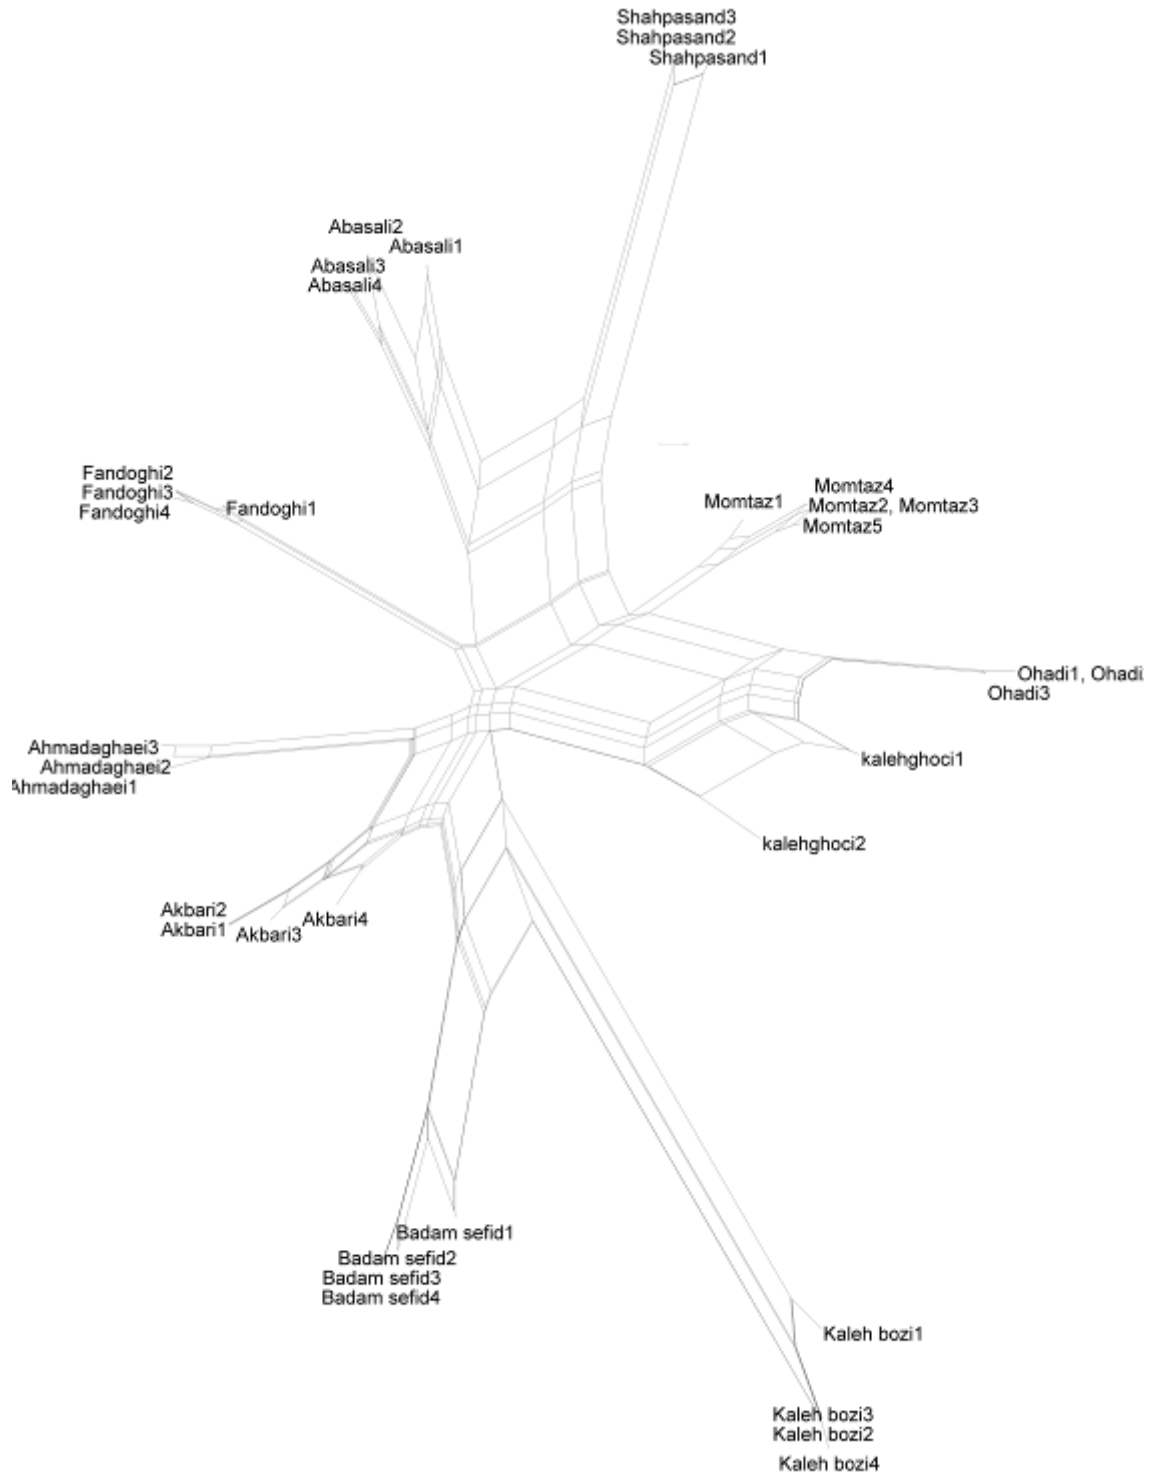 Shahpasand3
Shahpasand2
Shahpasand1
Abasali2
Abasali1
Abasali3
Abasali4
Fandoghi2
Fandoghi3
Fandoghi4
Fandoghi1
Momtaz4
Momtaz1
Momtaz2, Momtaz3
Momtaz5
Ohadi1, Ohadi
Ohadi3
Ahmadaghaei3
Ahmadaghaei2
Ahmadaghaei1
kalehghoci1
kalehghoci2
Akbari2
Akbari1
Akbari3
Akbari4
Badam sefid1
Badam sefid2
Badam sefid3
Badam sefid4
Kaleh bozi1
Kaleh bozi3
Kaleh bozi2
Kaleh bozi4